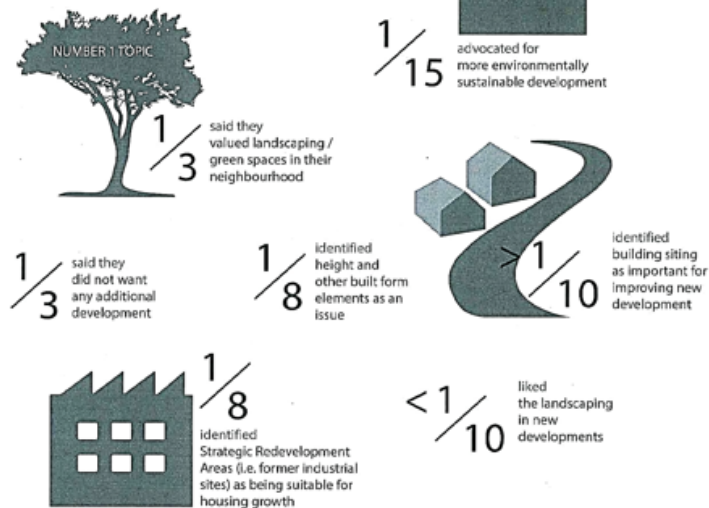 NUMBER 1 TOPIC
1/3
said they
valued landscaping /
green spaces in their
neighbourhood
1/15
advocated for
more environmentally
sustainable development
1/3
said they
did not want
any additional
development
1/8
identified
height and
other built form
elements as an
issue
>1/10
identified
building siting
as important for
improving new
development
1/8
identified
Strategic Redevelopment
Areas (i.e. former industrial
sites) as being suitable for
housing growth
<1/10
liked
the landscaping
in new
developments